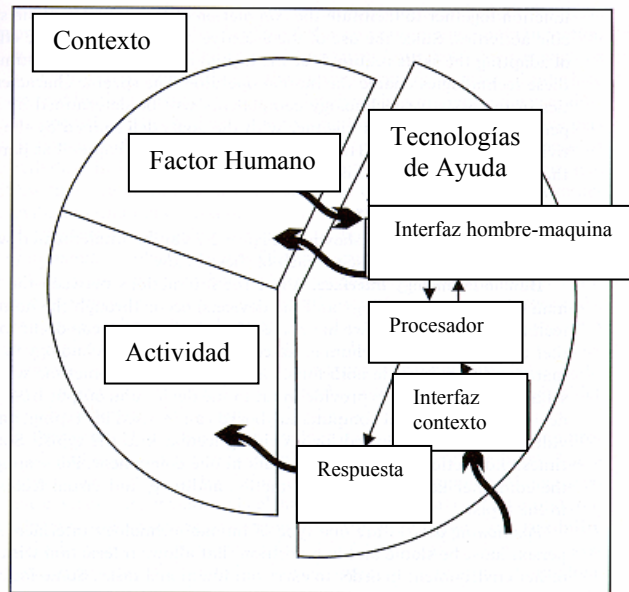 Contexto
Factor Humano
Tecnologías
de Ayuda
Interfaz hombre-maquina
Procesador
Actividad
Interfaz
contexto
Respuesta